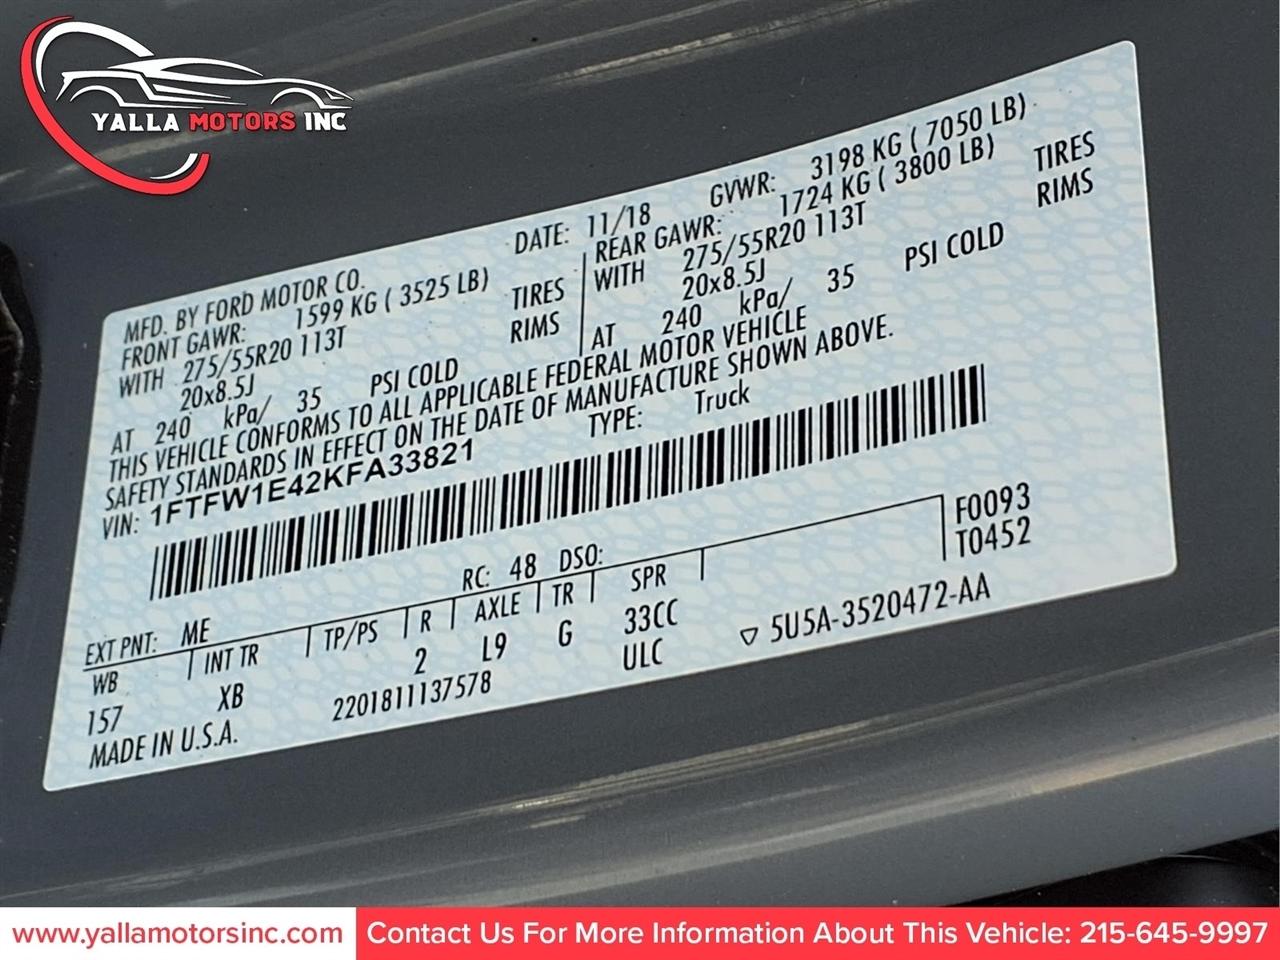 YALLA MOTORS INC
MFD. BY FORD MOTOR CO.
DATE: 11/18
GVWR: 3198 KG ( 7050 LB)
FRONT GAWR: 1599 KG ( 3525 LB)
REAR GAWR: 1724 KG ( 3800 LB)
WITH 275/55R20 113T TIRES
WITH 275/55R20 113T TIRES
20x8.5J RIMS
20x8.5J RIMS
AT 240 kPa/ 35 PSI COLD
AT 240 kPa/ 35 PSI COLD
THIS VEHICLE CONFORMS TO ALL APPLICABLE FEDERAL MOTOR VEHICLE
SAFETY STANDARDS IN EFFECT ON THE DATE OF MANUFACTURE SHOWN ABOVE.
VIN: 1FTFW1E42KFA33821
TYPE: Truck
EXT PNT: ME RC: 48 DSO: F0093
WB INT TR TP/PS R AXLE TR SPR T0452
157 XB 2 L9 G 33CC
MADE IN U.S.A. 2201811137578 ULC ▽ 5U5A-3520472-AA
www.yallamotorsinc.com
Contact Us For More Information About This Vehicle: 215-645-9997